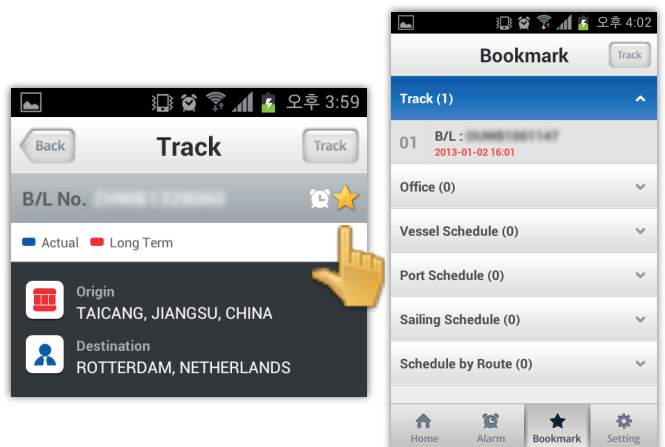 오후 3:59
Back
Track
Track
B/L No.
Actual
Long Term
Origin
TAICANG, JIANGSU, CHINA
Destination
ROTTERDAM, NETHERLANDS
오후 4:02
Bookmark
Track
Track (1)
01
B/L :
2013-01-02 16:01
Office (0)
Vessel Schedule (0)
Port Schedule (0)
Sailing Schedule (0)
Schedule by Route (0)
Home
Alarm
Bookmark
Setting